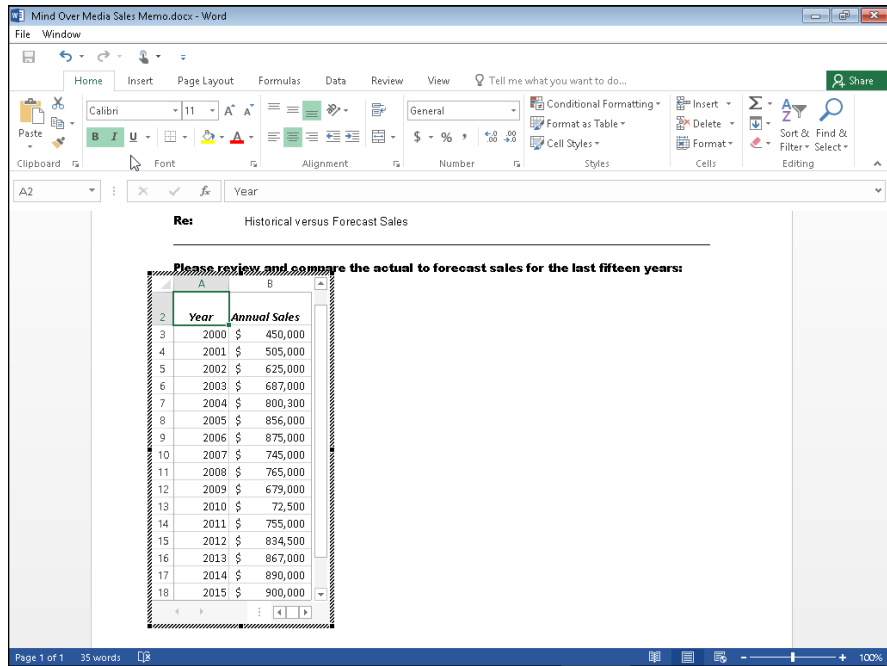 Mind Over Media Sales Memo.docx - Word
File Window
Home Insert Page Layout Formulas Data Review View Tell me what you want to do... Share
Calibri 11 A A General Conditional Formatting Insert
Paste B I U A $ % , Format as Table Delete Sort & Find &
Cell Styles Format Filter Select
Clipboard Font Alignment Number Styles Cells Editing
A2 fx Year
Re: Historical versus Forecast Sales
Please review and compare the actual to forecast sales for the last fifteen years:
A B
2 Year Annual Sales
3 2000 $ 450,000
4 2001 $ 505,000
5 2002 $ 625,000
6 2003 $ 687,000
7 2004 $ 800,300
8 2005 $ 856,000
9 2006 $ 875,000
10 2007 $ 745,000
11 2008 $ 765,000
12 2009 $ 679,000
13 2010 $ 72,500
14 2011 $ 755,000
15 2012 $ 834,500
16 2013 $ 867,000
17 2014 $ 890,000
18 2015 $ 900,000
Page 1 of 1 35 words 100%